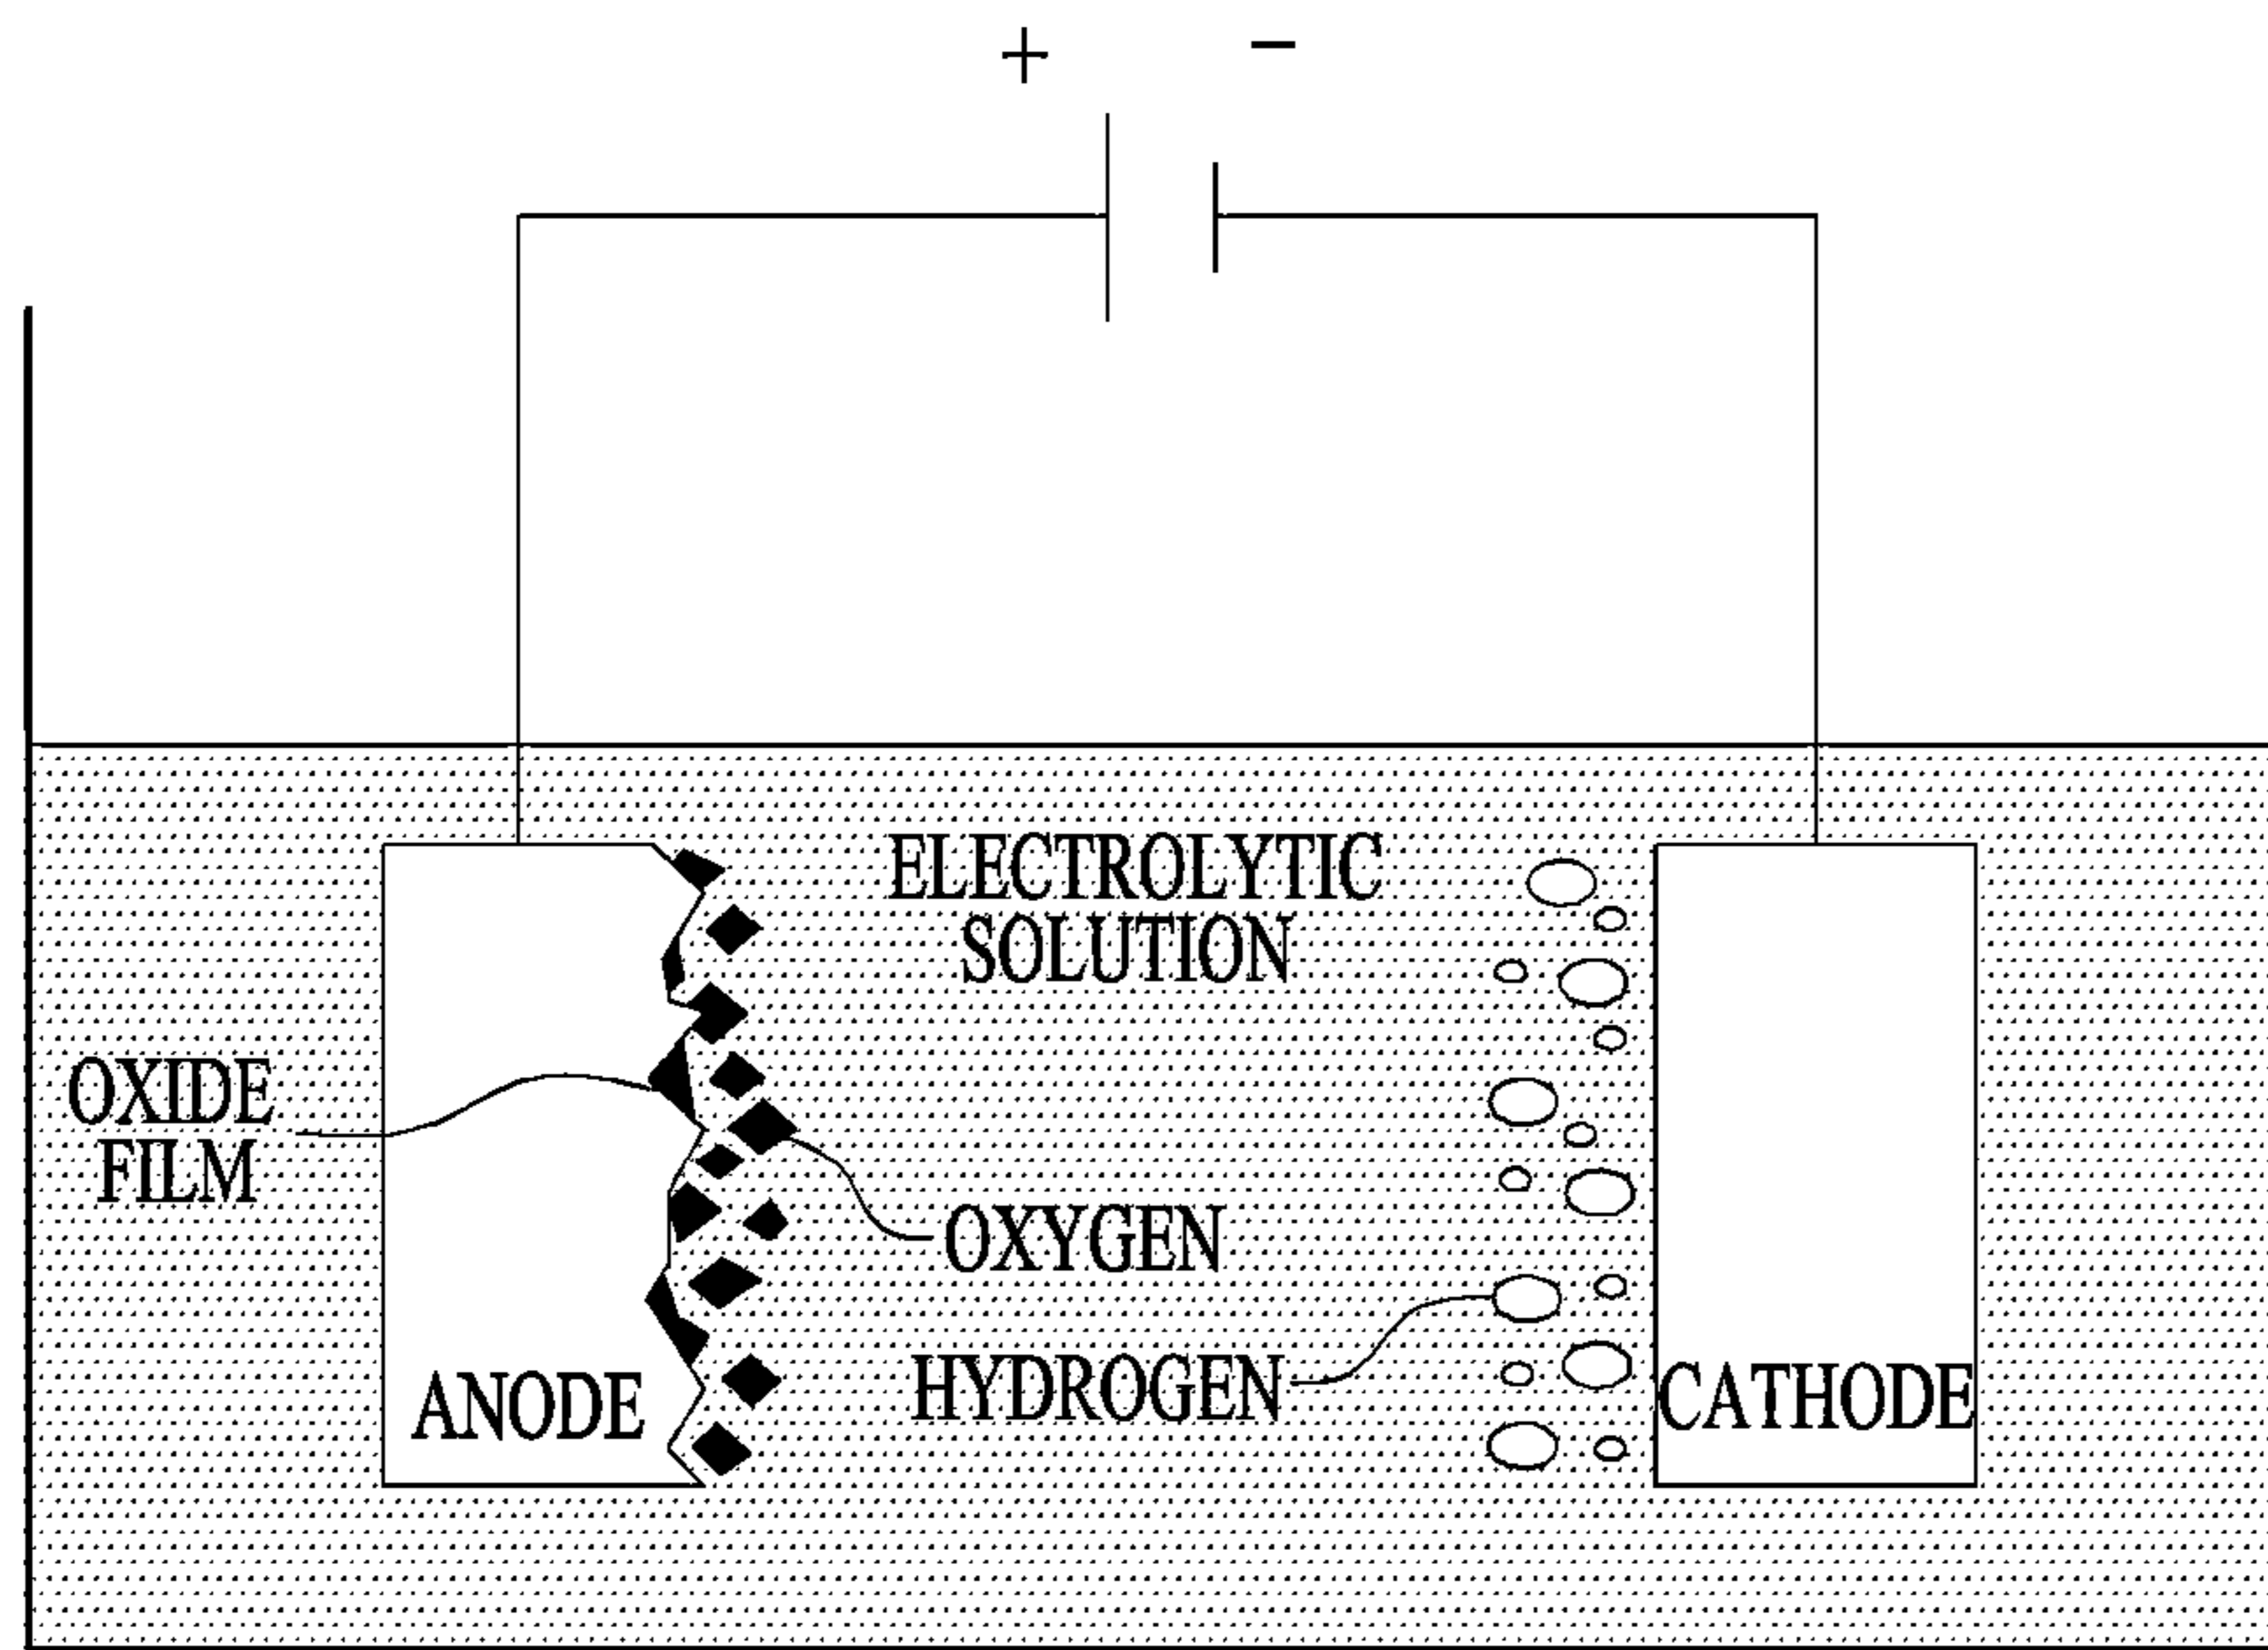 + −
ELECTROLYTIC
SOLUTION
OXIDE
FILM
OXYGEN
HYDROGEN
ANODE
CATHODE